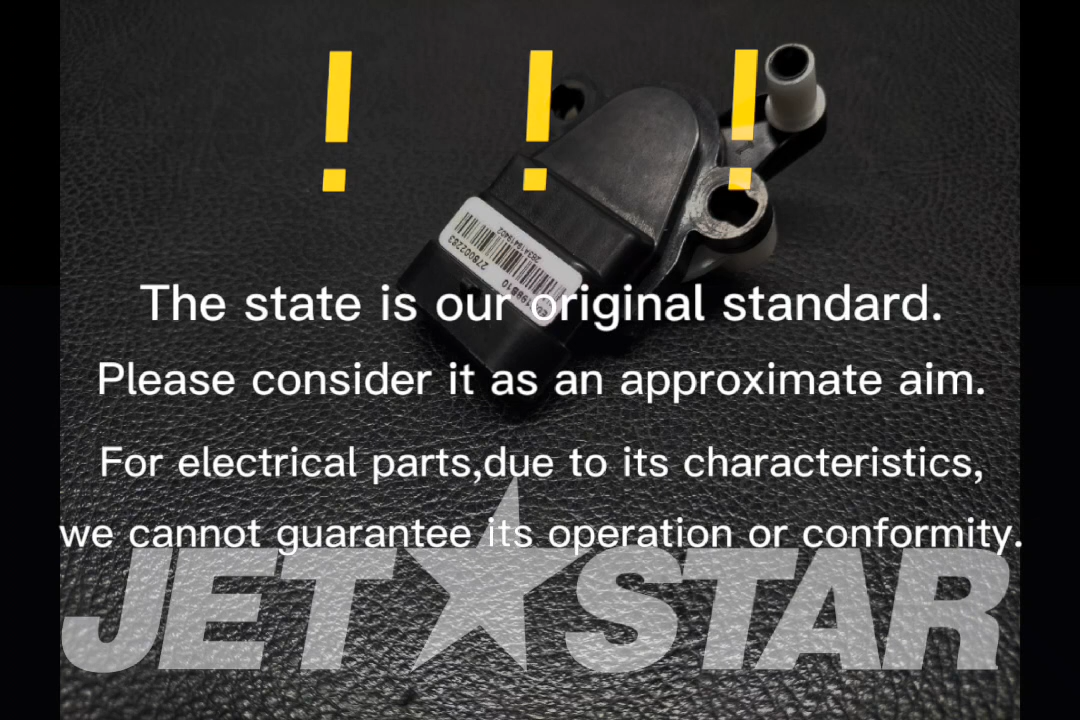 ! ! !
278002283
The state is our original standard.
Please consider it as an approximate aim.
For electrical parts,due to its characteristics,
we cannot guarantee its operation or conformity.
JET★STAR